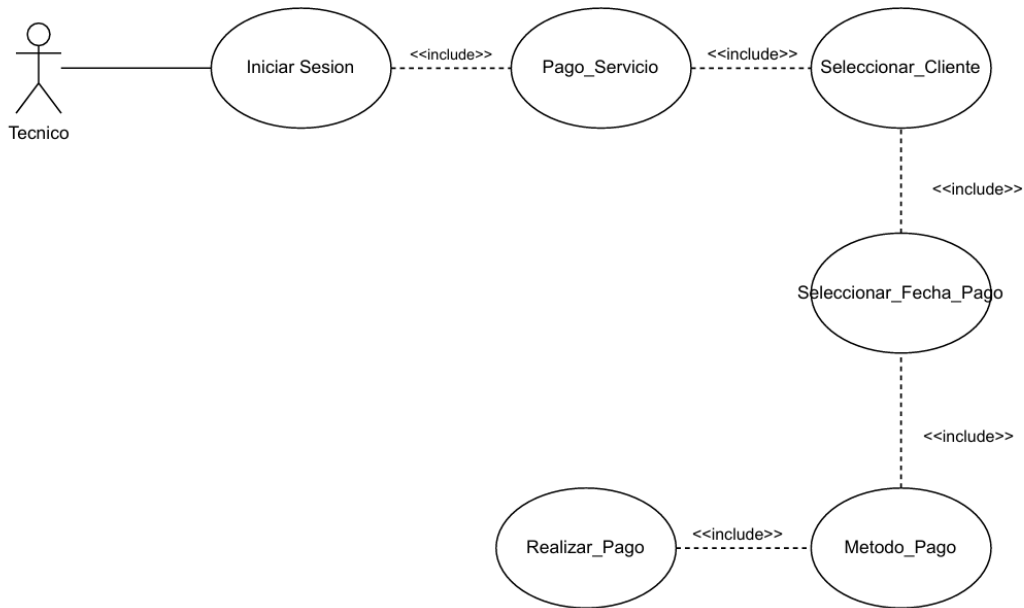 Tecnico
Iniciar Sesion
<<include>>
Pago_Servicio
<<include>>
Seleccionar_Cliente
<<include>>
Seleccionar_Fecha_Pago
<<include>>
Realizar_Pago
<<include>>
Metodo_Pago